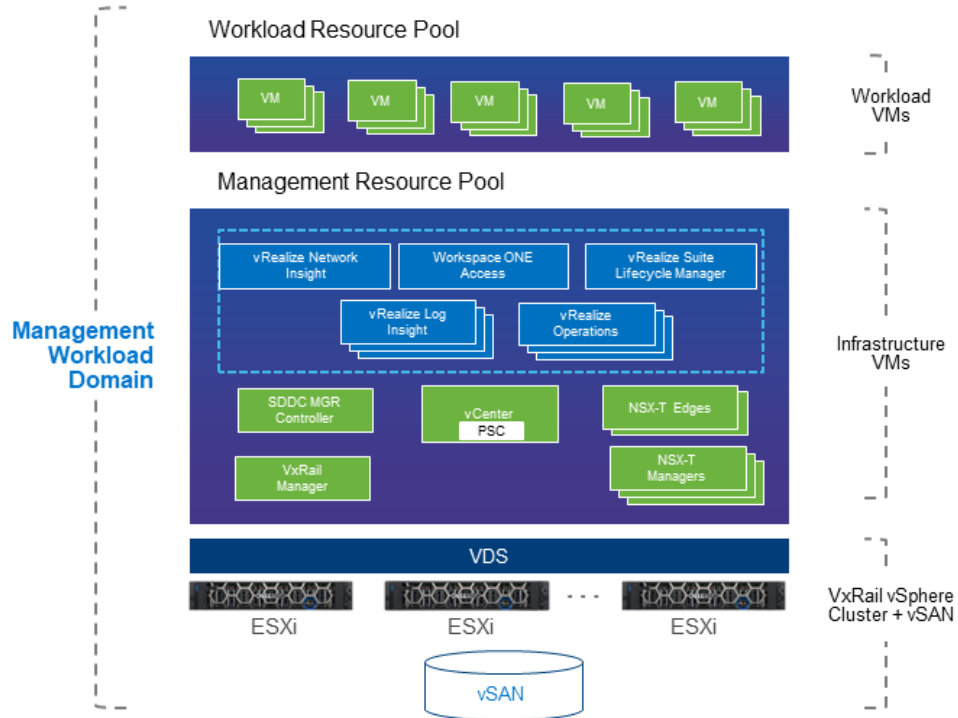 Workload Resource Pool
VM
VM
VM
VM
VM
Workload
VMs
Management Resource Pool
vRealize Network
Insight
Workspace ONE
Access
vRealize Suite
Lifecycle Manager
vRealize Log
Insight
vRealize
Operations
Management
Workload
Domain
Infrastructure
VMs
SDDC MGR
Controller
vCenter
PSC
NSX-T Edges
VxRail
Manager
NSX-T
Managers
VDS
ESXi
ESXi
ESXi
VxRail vSphere
Cluster + vSAN
vSAN